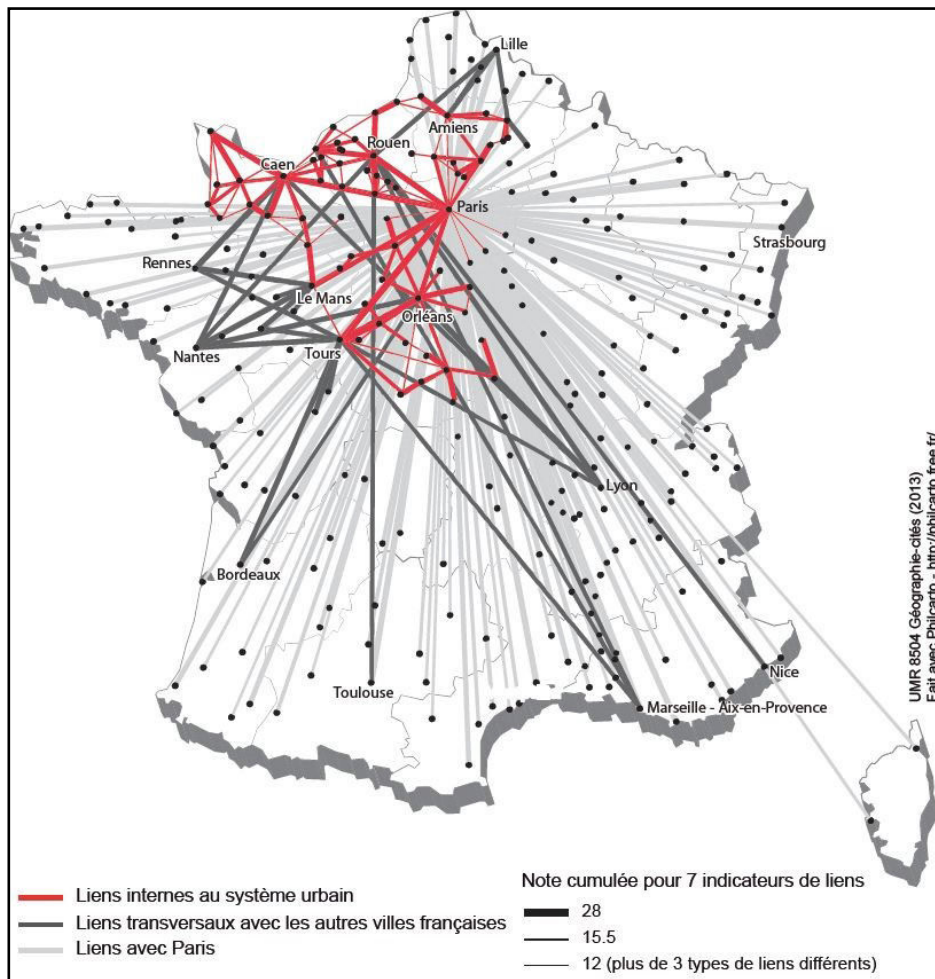 Lille
Amiens
Rouen
Caen
Paris
Strasbourg
Rennes
Le Mans
Orléans
Nantes
Tours
Lyon
Bordeaux
Nice
Toulouse
Marseille - Aix-en-Provence
UMR 8504 Géographie-cités (2013)
Fait avec Philcarto - http://philcarto.free.fr/
Liens internes au système urbain
Liens transversaux avec les autres villes françaises
Liens avec Paris
Note cumulée pour 7 indicateurs de liens
28
15.5
12 (plus de 3 types de liens différents)